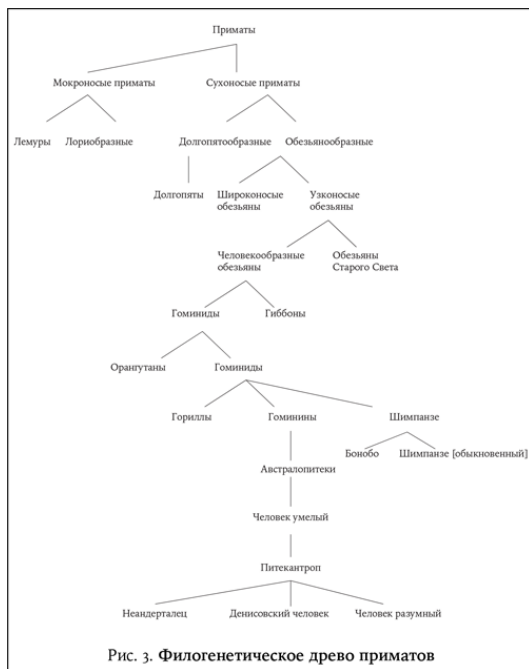 Приматы
Мокроносые приматы
Сухоносые приматы
Лемуры
Лориобразные
Долгопятообразные
Обезьянообразные
Долгопяты
Широконосые
обезьяны
Узконосые
обезьяны
Человекообразные
обезьяны
Обезьяны
Старого Света
Гоминиды
Гиббоны
Орангутаны
Гоминиды
Гориллы
Гоминины
Шимпанзе
Бонобо
Шимпанзе [обыкновенный]
Австралопитеки
Человек умелый
Питекантроп
Неандерталец
Денисовский человек
Человек разумный
Рис. 3. Филогенетическое древо приматов